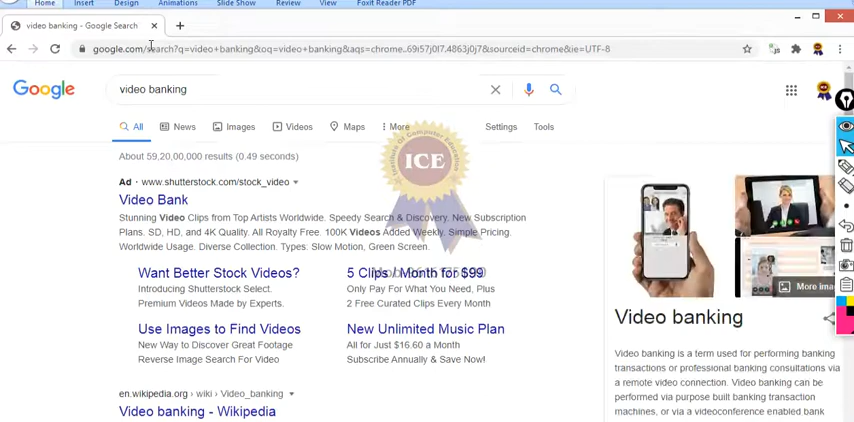 Home Insert Design Animations Slide Show Review View Foxit Reader PDF
video banking - Google Search
google.com/search?q=video+banking&oq=video+banking&aqs=chrome..69i57j0l7.4863j0j7&sourceid=chrome&ie=UTF-8
Google video banking
All News Images Videos Maps More Settings Tools
About 59,20,00,000 results (0.49 seconds)
Institute Of Computer Education
ICE
Ad · www.shutterstock.com/stock_video
Video Bank
Stunning Video Clips from Top Artists Worldwide. Speedy Search & Discovery. New Subscription
Plans. SD, HD, and 4K Quality. All Royalty Free. 100K Videos Added Weekly. Simple Pricing.
Worldwide Usage. Diverse Collection. Types: Slow Motion, Green Screen.
Want Better Stock Videos?
Introducing Shutterstock Select.
Premium Videos Made by Experts.
5 Clips / Month for $99
Only Pay For What You Need, Plus
2 Free Curated Clips Every Month
Use Images to Find Videos
New Way to Discover Great Footage
Reverse Image Search For Video
New Unlimited Music Plan
All for Just $16.60 a Month
Subscribe Annually & Save Now!
en.wikipedia.org › wiki › Video_banking
Video banking - Wikipedia
More ima
Video banking
Video banking is a term used for performing banking
transactions or professional banking consultations via
a remote video connection. Video banking can be
performed via purpose built banking transaction
machines, or via a videoconference enabled bank